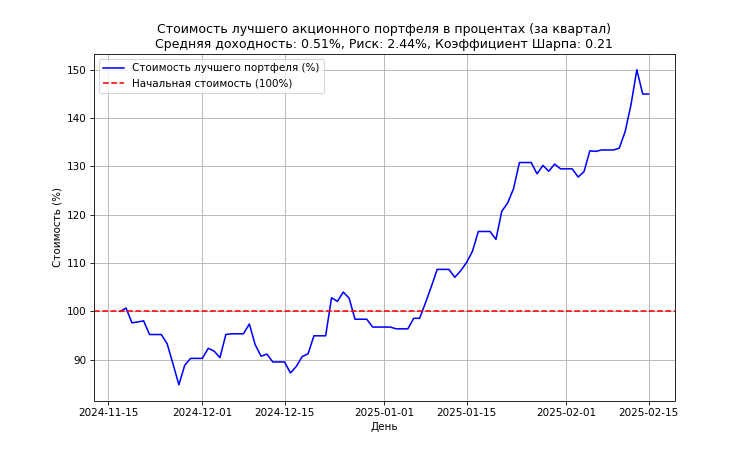 Стоимость лучшего акционного портфеля в процентах (за квартал)
Средняя доходность: 0.51%, Риск: 2.44%, Коэффициент Шарпа: 0.21
Стоимость лучшего портфеля (%)
Начальная стоимость (100%)
Стоимость (%)
150
140
130
120
110
100
90
2024-11-15
2024-12-01
2024-12-15
2025-01-01
2025-01-15
2025-02-01
2025-02-15
День